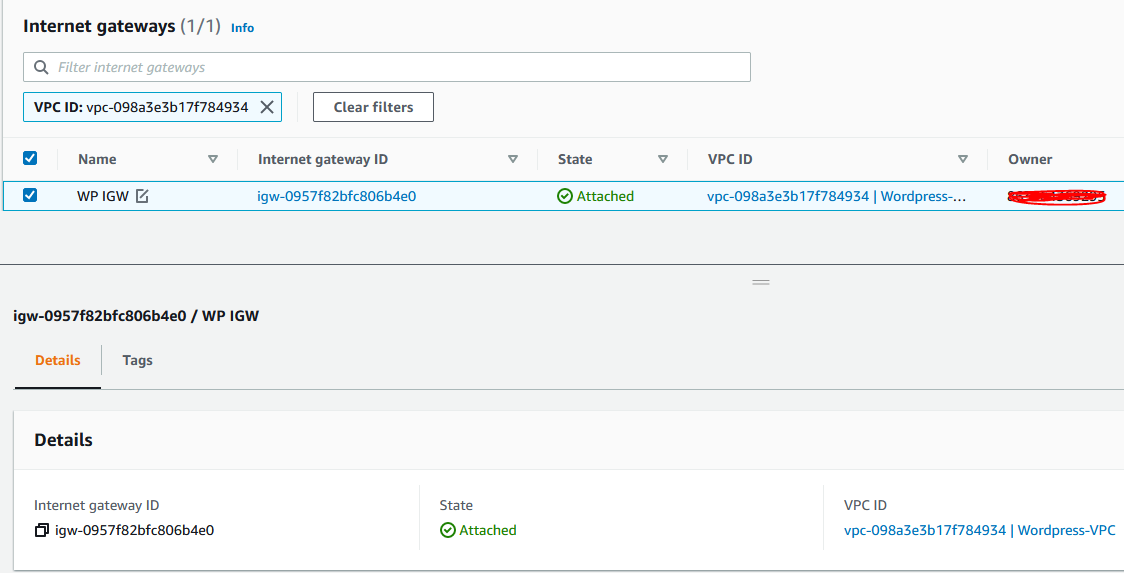 Internet gateways (1/1) Info
Filter internet gateways
VPC ID: vpc-098a3e3b17f784934 Clear filters
Name Internet gateway ID State VPC ID Owner
WP IGW igw-0957f82bfc806b4e0 Attached vpc-098a3e3b17f784934 | Wordpress-...
igw-0957f82bfc806b4e0 / WP IGW
Details Tags
Details
Internet gateway ID State VPC ID
igw-0957f82bfc806b4e0 Attached vpc-098a3e3b17f784934 | Wordpress-VPC